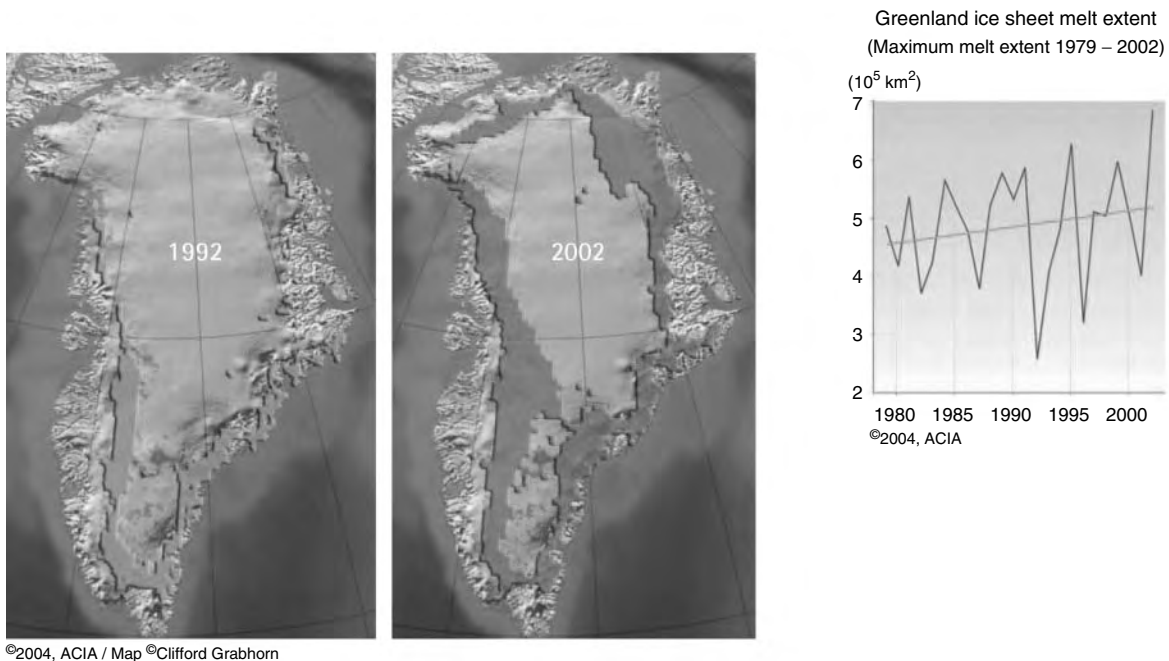 Greenland ice sheet melt extent
(Maximum melt extent 1979 – 2002)
(10⁵ km²)
7
6
5
4
3
2
1980 1985 1990 1995 2000
©2004, ACIA
1992
2002
©2004, ACIA / Map ©Clifford Grabhorn